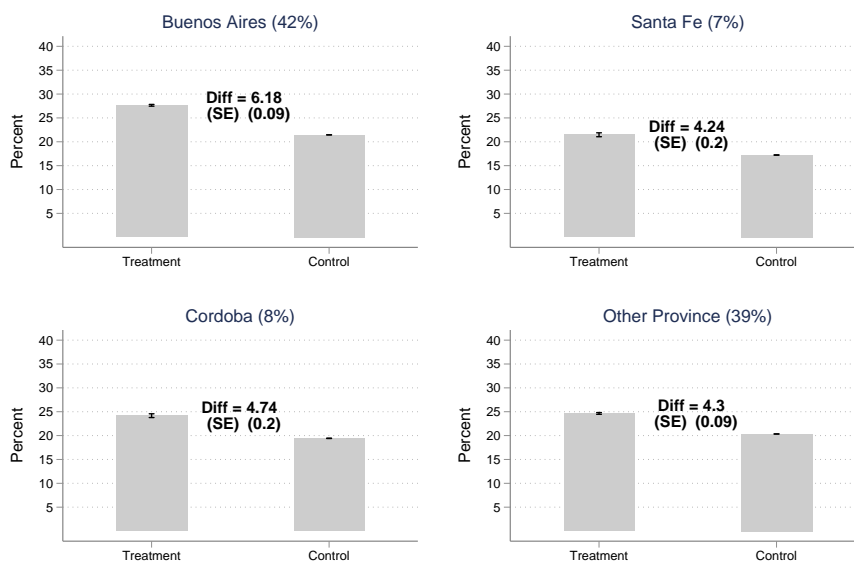 Buenos Aires (42%)
40
35
30
25
20
15
10
5
Percent
Diff = 6.18
(SE) (0.09)
Treatment
Control
Santa Fe (7%)
40
35
30
25
20
15
10
5
Percent
Diff = 4.24
(SE) (0.2)
Treatment
Control
Cordoba (8%)
40
35
30
25
20
15
10
5
Percent
Diff = 4.74
(SE) (0.2)
Treatment
Control
Other Province (39%)
40
35
30
25
20
15
10
5
Percent
Diff = 4.3
(SE) (0.09)
Treatment
Control